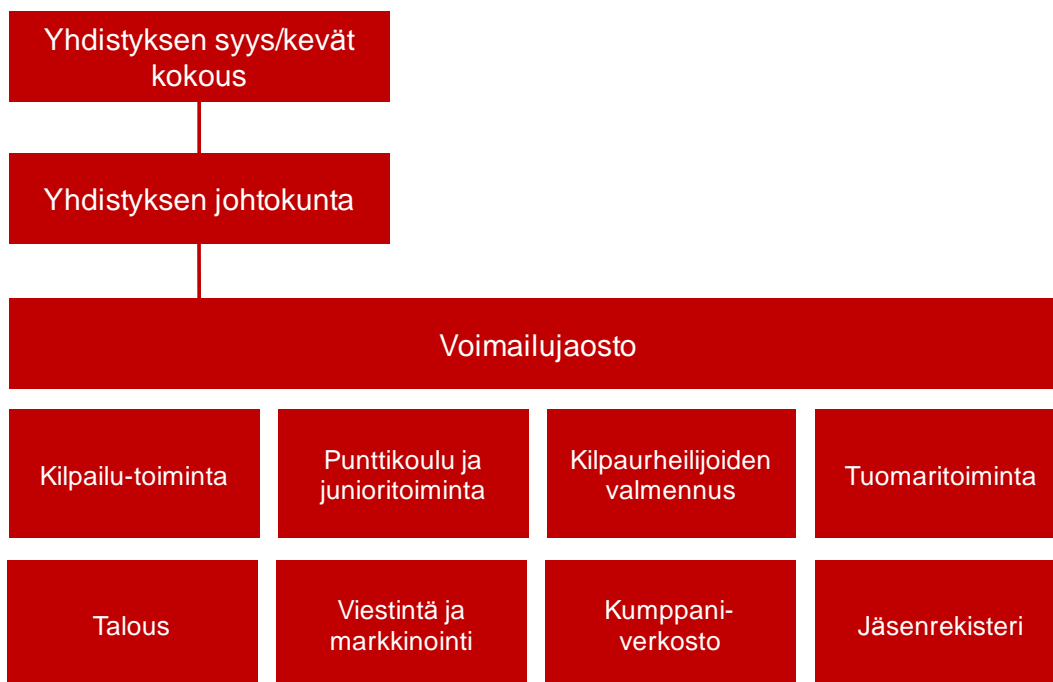 Yhdistyksen syys/kevät
kokous
Yhdistyksen johtokunta
Voimailujaosto
Kilpailu-toiminta
Punttikoulu ja
junioritoiminta
Kilpaurheilijoiden
valmennus
Tuomaritoiminta
Talous
Viestintä ja
markkinointi
Kumppani-
verkosto
Jäsenrekisteri